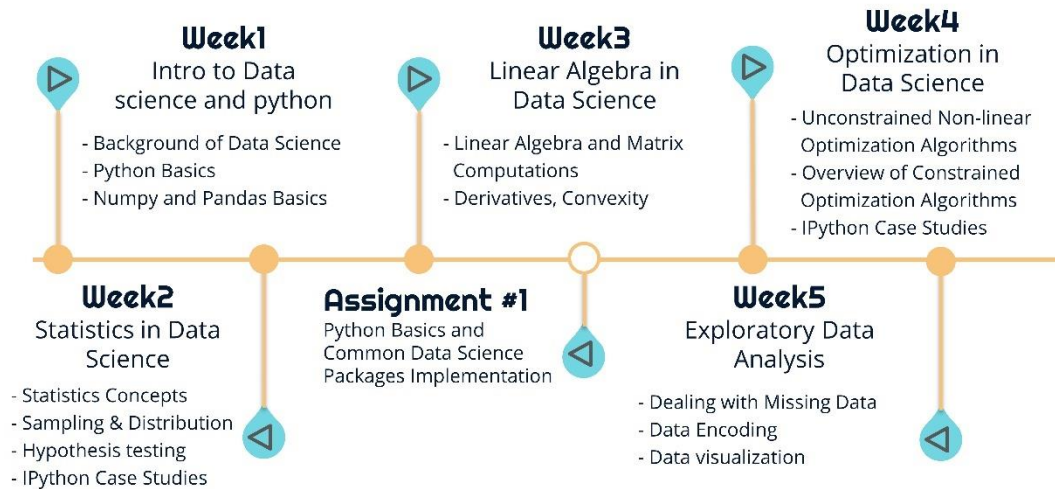 Week1
Intro to Data
science and python
- Background of Data Science
- Python Basics
- Numpy and Pandas Basics
Week3
Linear Algebra in
Data Science
- Linear Algebra and Matrix
Computations
- Derivatives, Convexity
Week4
Optimization in
Data Science
- Unconstrained Non-linear
Optimization Algorithms
- Overview of Constrained
Optimization Algorithms
- IPython Case Studies
Week2
Statistics in Data
Science
- Statistics Concepts
- Sampling & Distribution
- Hypothesis testing
- IPython Case Studies
Assignment #1
Python Basics and
Common Data Science
Packages Implementation
Week5
Exploratory Data
Analysis
- Dealing with Missing Data
- Data Encoding
- Data visualization